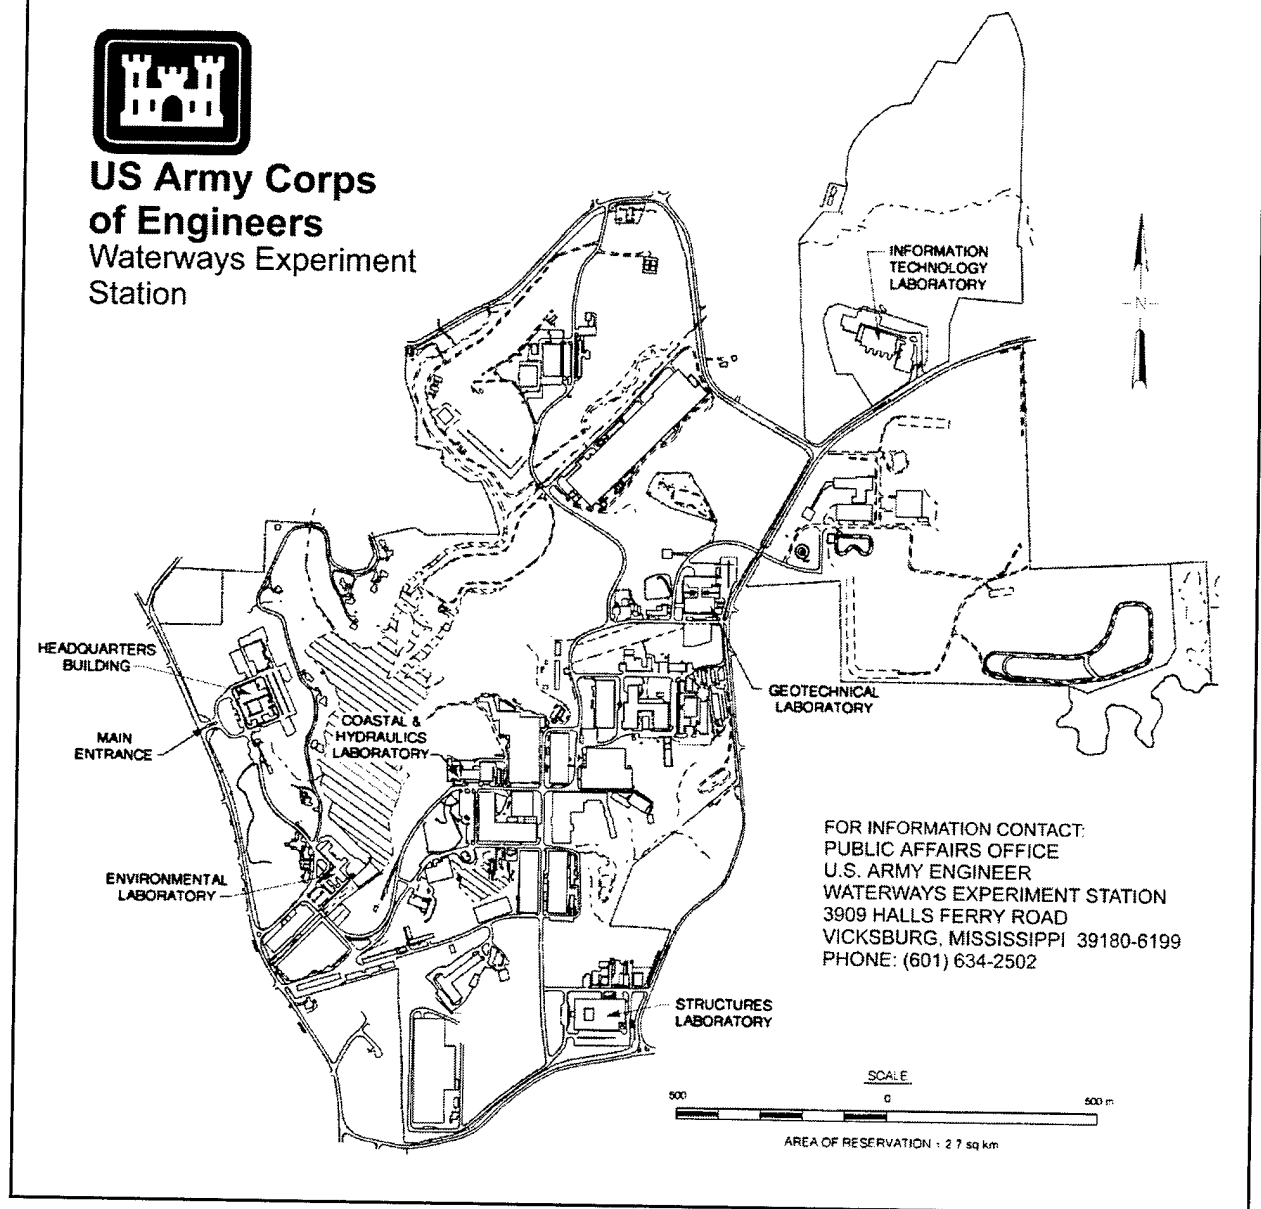 US Army Corps
of Engineers
Waterways Experiment
Station
INFORMATION
TECHNOLOGY
LABORATORY
N
HEADQUARTERS
BUILDING
MAIN
ENTRANCE
COASTAL &
HYDRAULICS
LABORATORY
GEOTECHNICAL
LABORATORY
ENVIRONMENTAL
LABORATORY
STRUCTURES
LABORATORY
FOR INFORMATION CONTACT:
PUBLIC AFFAIRS OFFICE
U.S. ARMY ENGINEER
WATERWAYS EXPERIMENT STATION
3909 HALLS FERRY ROAD
VICKSBURG, MISSISSIPPI 39180-6199
PHONE: (601) 634-2502
SCALE
500 0 500 m
AREA OF RESERVATION : 2.7 sq km